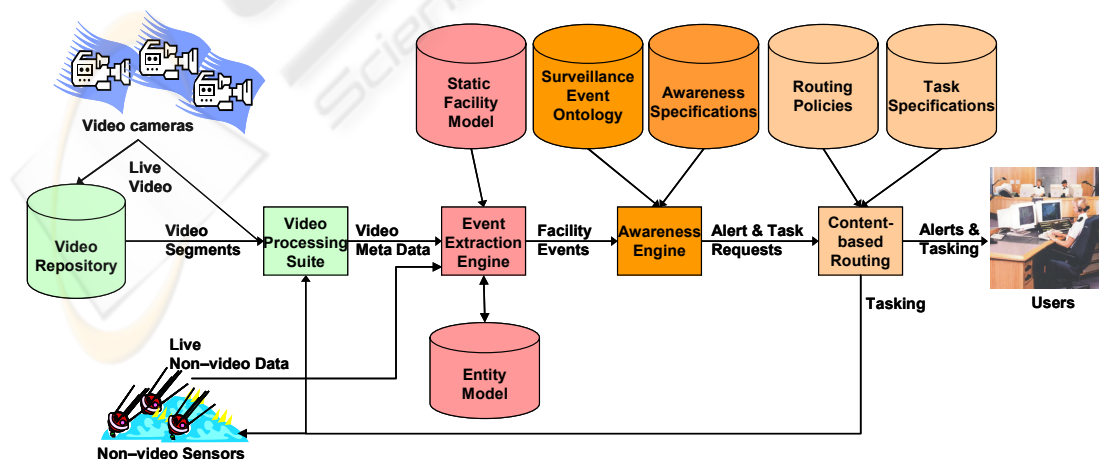 Scien
Static
Facility
Model
Surveillance
Event
Ontology
Awareness
Specifications
Routing
Policies
Task
Specifications
Video cameras
Live
Video
Video
Repository
Video
Segments
Video
Processing
Suite
Video
Meta Data
Event
Extraction
Engine
Facility
Events
Awareness
Engine
Alert & Task
Requests
Content-
based
Routing
Alerts &
Tasking
Users
Tasking
Live
Non–video Data
Entity
Model
Non–video Sensors